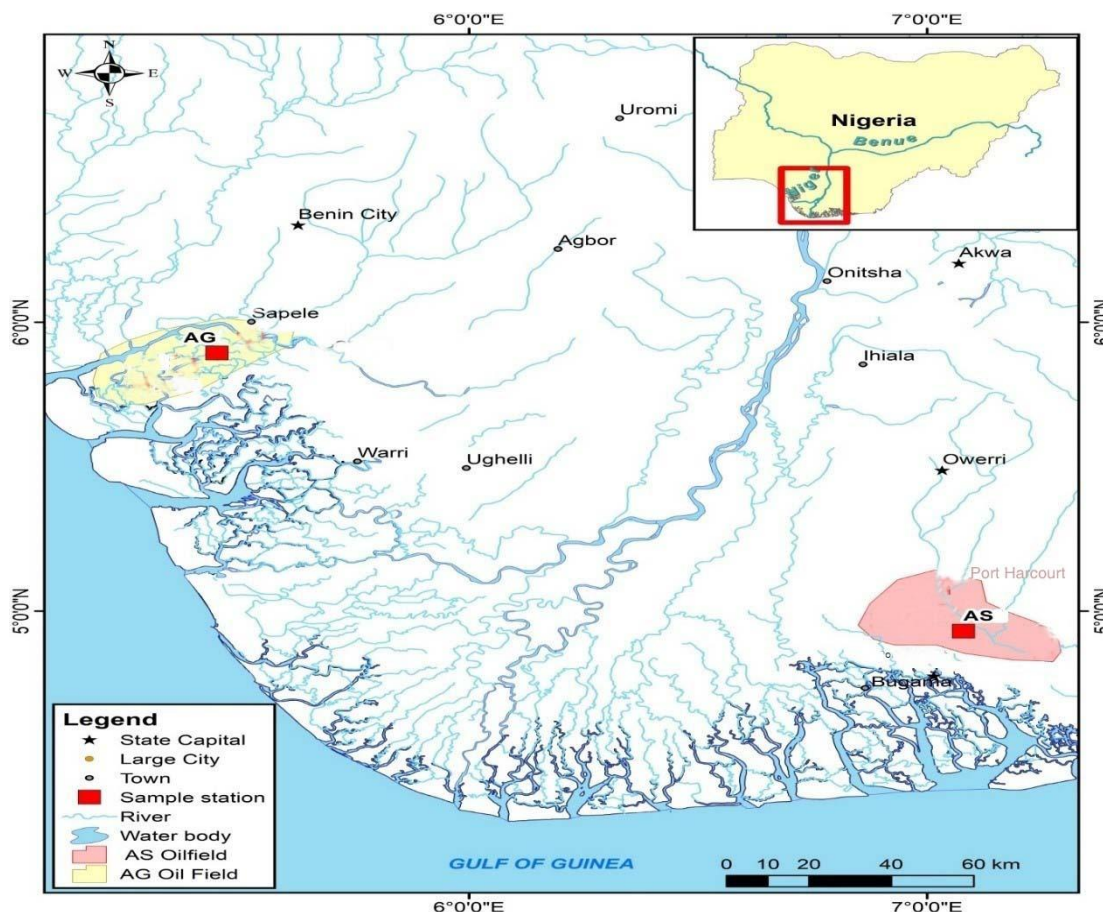 6°0'0"E
7°0'0"E
N
W
E
S
Uromi
Nigeria
Benue
Niger
Benin City
Agbor
Akwa
Onitsha
6°0'0"N
6°0'0"N
Sapele
AG
Ihiala
Warri
Ughelli
Owerri
Port Harcourt
5°0'0"N
5°0'0"N
AS
Bugama
Legend
State Capital
Large City
Town
Sample station
River
Water body
AS Oilfield
AG Oil Field
GULF OF GUINEA
0 10 20 40 60 km
6°0'0"E
7°0'0"E